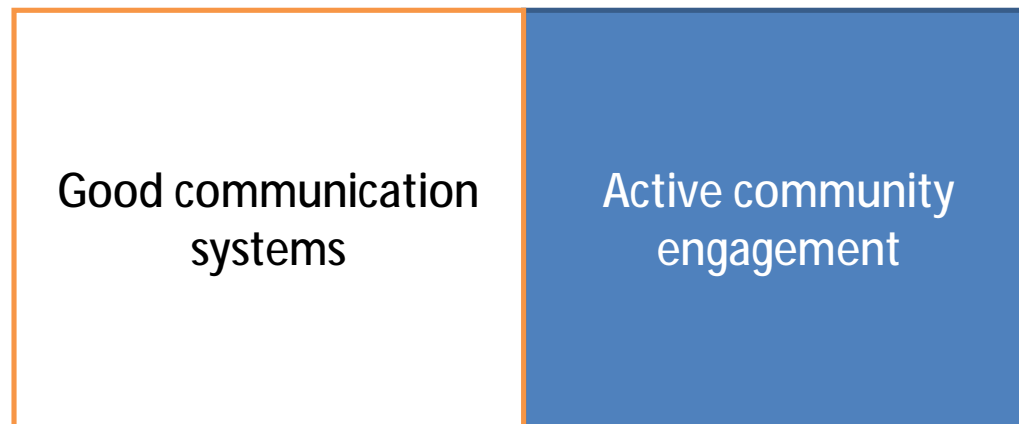 Good communication
systems
Active community
engagement